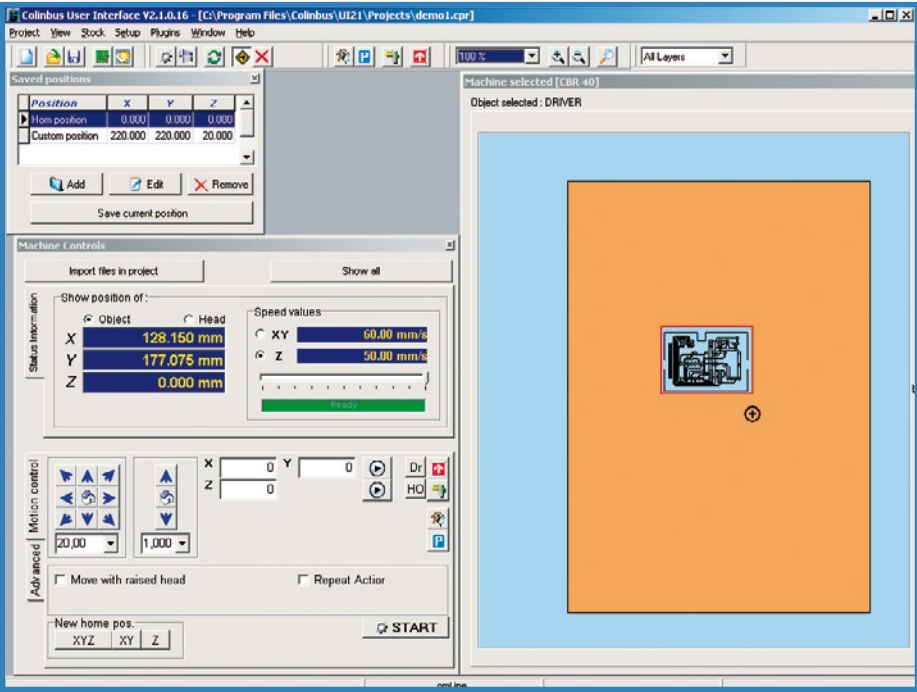 Colinbus User Interface V2.1.0.16 - [C:\Program Files\Colinbus\UI21\Projects\demo1.cpr]
Project View Stock Setup Plugins Window Help
100 %
All Layers
Saved positions
Position X Y Z
Hom position 0.000 0.000 0.000
Custom position 220.000 220.000 20.000
Add Edit Remove
Save current position
Machine selected [CBR 40]
Object selected : DRIVER
Machine Controls
Import files in project Show all
Status Information
Show position of :
Object Head
X 128.150 mm
Y 177.075 mm
Z 0.000 mm
Speed values
XY 60.00 mm/s
Z 50.00 mm/s
Ready
Motion control
Advanced
X 0 Y 0
Z 0
Dr
HO
P
20,00 1,000
Move with raised head Repeat Action
New home pos.
XYZ XY Z
START